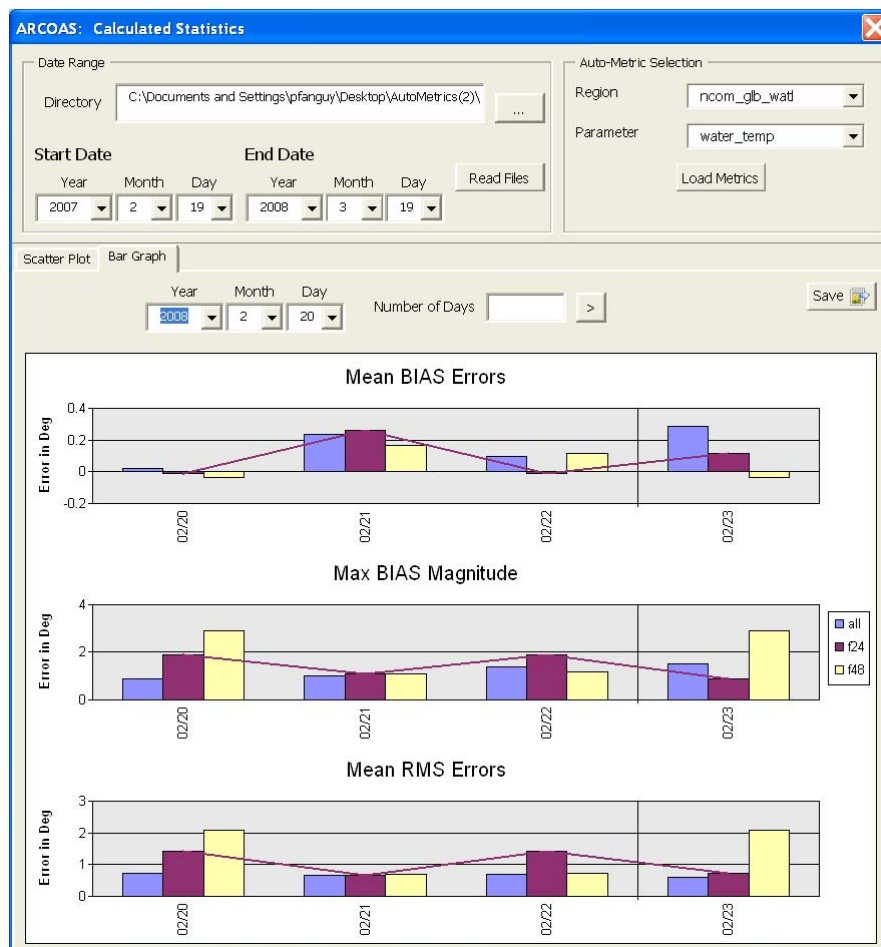 ARCOAS: Calculated Statistics
Date Range
Directory
C:\Documents and Settings\pfanguy\Desktop\AutoMetrics(2)\
...
Start Date
End Date
Year Month Day Year Month Day
2007 2 19 2008 3 19
Read Files
Auto-Metric Selection
Region ncom_glb_watl
Parameter water_temp
Load Metrics
Scatter Plot Bar Graph
Year Month Day
2008 2 20
Number of Days >
Save
Mean BIAS Errors
Error in Deg
0.4
0.2
0
-0.2
02/20 02/21 02/22 02/23
Max BIAS Magnitude
Error in Deg
4
2
0
02/20 02/21 02/22 02/23
all
f24
f48
Mean RMS Errors
Error in Deg
3
2
1
0
02/20 02/21 02/22 02/23